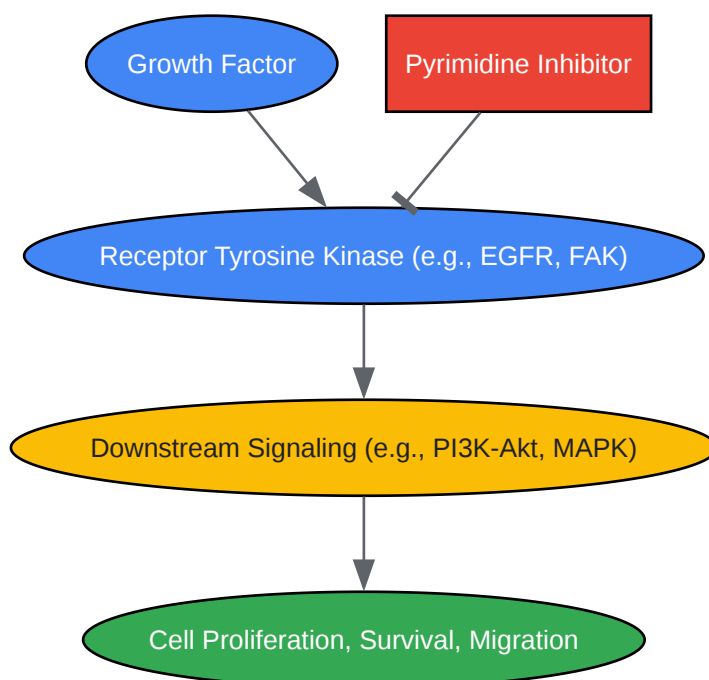 Growth Factor
Pyrimidine Inhibitor
Receptor Tyrosine Kinase (e.g., EGFR, FAK)
Downstream Signaling (e.g., PI3K-Akt, MAPK)
Cell Proliferation, Survival, Migration